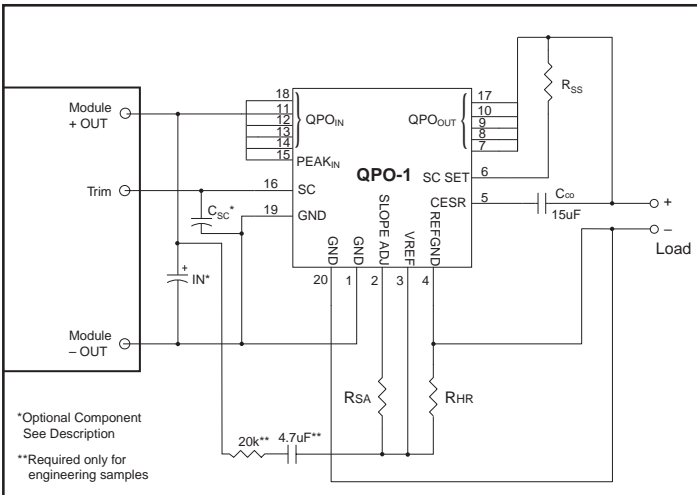 Module
+ OUT
Trim
Module
– OUT
*Optional Component
See Description
**Required only for
engineering samples
CSC*
+
IN*
20k**
4.7uF**
18
11
12
13
14
15
16
19
QPOIN
PEAKIN
SC
GND
QPO-1
QPOOUT
SC SET
CESR
GND
GND
SLOPE ADJ
VREF
REFGND
20
1
2
3
4
17
10
9
8
7
6
5
RSS
CCO
15uF
+
–
Load
RSA
RHR